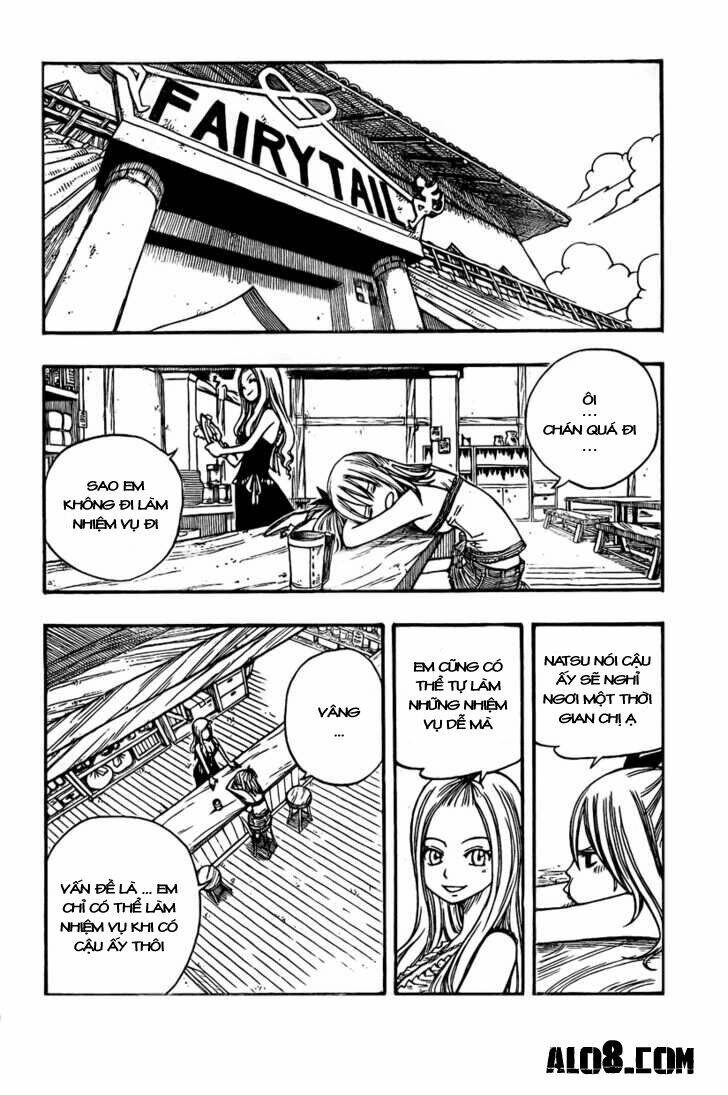 FAIRYTAIL
ÔI
...
CHÁN QUÁ ĐI
...
SAO EM
KHÔNG ĐI LÀM
NHIỆM VỤ ĐI
NATSU NÓI CẬU
ẤY SẼ NGHỈ
NGƠI MỘT THỜI
GIAN CHỊ Ạ
EM CŨNG CÓ
THỂ TỰ LÀM
NHỮNG NHIỆM
VỤ DỄ MÀ
VÂNG
...
VẤN ĐỀ LÀ ... EM
CHỈ CÓ THỂ LÀM
NHIỆM VỤ KHI CÓ
CẬU ẤY THÔI
ALO8.COM